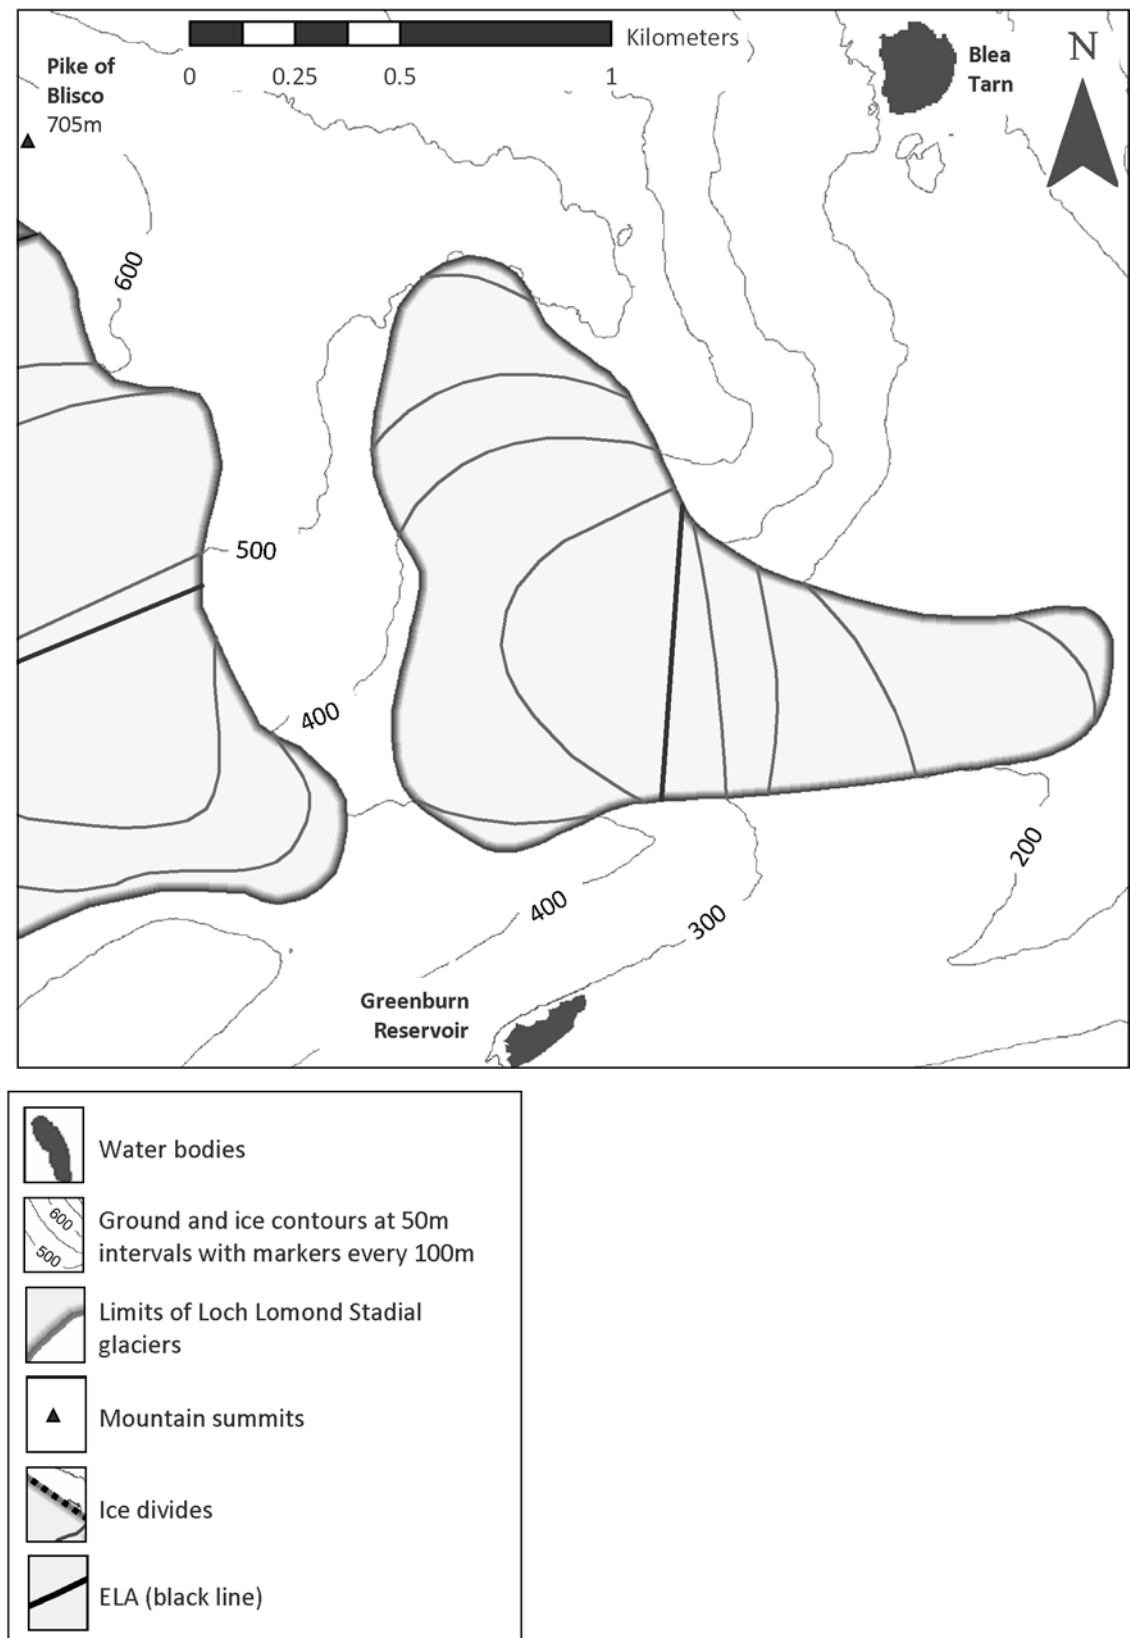 Pike of
Blisco
705m
Kilometers
0 0.25 0.5 1
Blea
Tarn
N
600
500
400
400
300
200
Greenburn
Reservoir
Water bodies
600
500
Ground and ice contours at 50m
intervals with markers every 100m
Limits of Loch Lomond Stadial
glaciers
Mountain summits
Ice divides
ELA (black line)